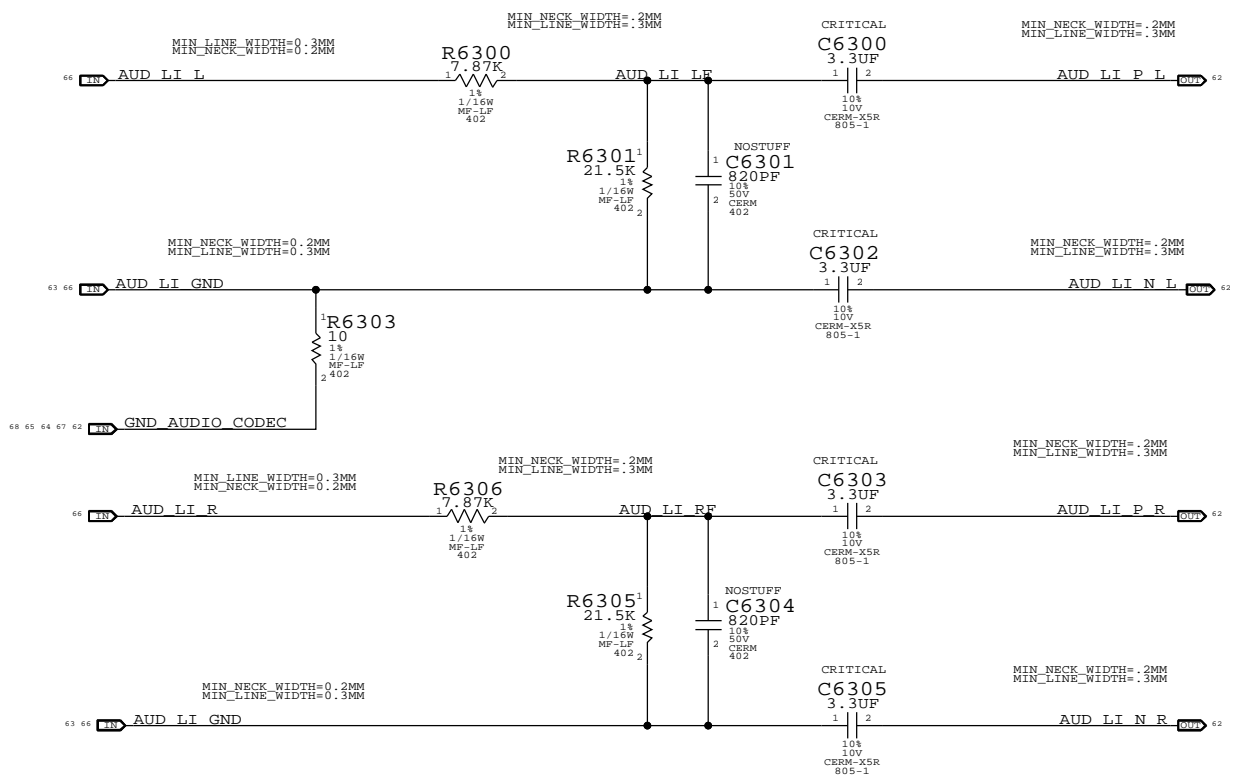 MIN_NECK_WIDTH=.2MM
MIN_LINE_WIDTH=.3MM
CRITICAL
MIN_NECK_WIDTH=.2MM
MIN_LINE_WIDTH=.3MM
MIN_LINE_WIDTH=0.3MM
MIN_NECK_WIDTH=0.2MM
R6300
7.87K
C6300
3.3UF
66 IN AUD_LI_L
1 2
AUD_LI_LF
1 2
AUD_LI_P_L OUT 62
1%
1/16W
MF-LF
402
10%
10V
CERM-X5R
805-1
R6301
21.5K
1%
1/16W
MF-LF
402
1
2
NOSTUFF
C6301
820PF
10%
50V
CERM
402
1
2
MIN_NECK_WIDTH=0.2MM
MIN_LINE_WIDTH=0.3MM
CRITICAL
C6302
3.3UF
MIN_NECK_WIDTH=.2MM
MIN_LINE_WIDTH=.3MM
63 66 IN AUD_LI_GND
1 2
AUD_LI_N_L OUT 62
10%
10V
CERM-X5R
805-1
1
R6303
10
1%
1/16W
MF-LF
402
2
68 65 64 67 62 IN GND_AUDIO_CODEC
MIN_NECK_WIDTH=.2MM
MIN_LINE_WIDTH=.3MM
CRITICAL
MIN_NECK_WIDTH=.2MM
MIN_LINE_WIDTH=.3MM
MIN_LINE_WIDTH=0.3MM
MIN_NECK_WIDTH=0.2MM
R6306
7.87K
C6303
3.3UF
66 IN AUD_LI_R
1 2
AUD_LI_RF
1 2
AUD_LI_P_R OUT 62
1%
1/16W
MF-LF
402
10%
10V
CERM-X5R
805-1
R6305
21.5K
1%
1/16W
MF-LF
402
1
2
NOSTUFF
C6304
820PF
10%
50V
CERM
402
1
2
MIN_NECK_WIDTH=0.2MM
MIN_LINE_WIDTH=0.3MM
CRITICAL
C6305
3.3UF
MIN_NECK_WIDTH=.2MM
MIN_LINE_WIDTH=.3MM
63 66 IN AUD_LI_GND
1 2
AUD_LI_N_R OUT 62
10%
10V
CERM-X5R
805-1